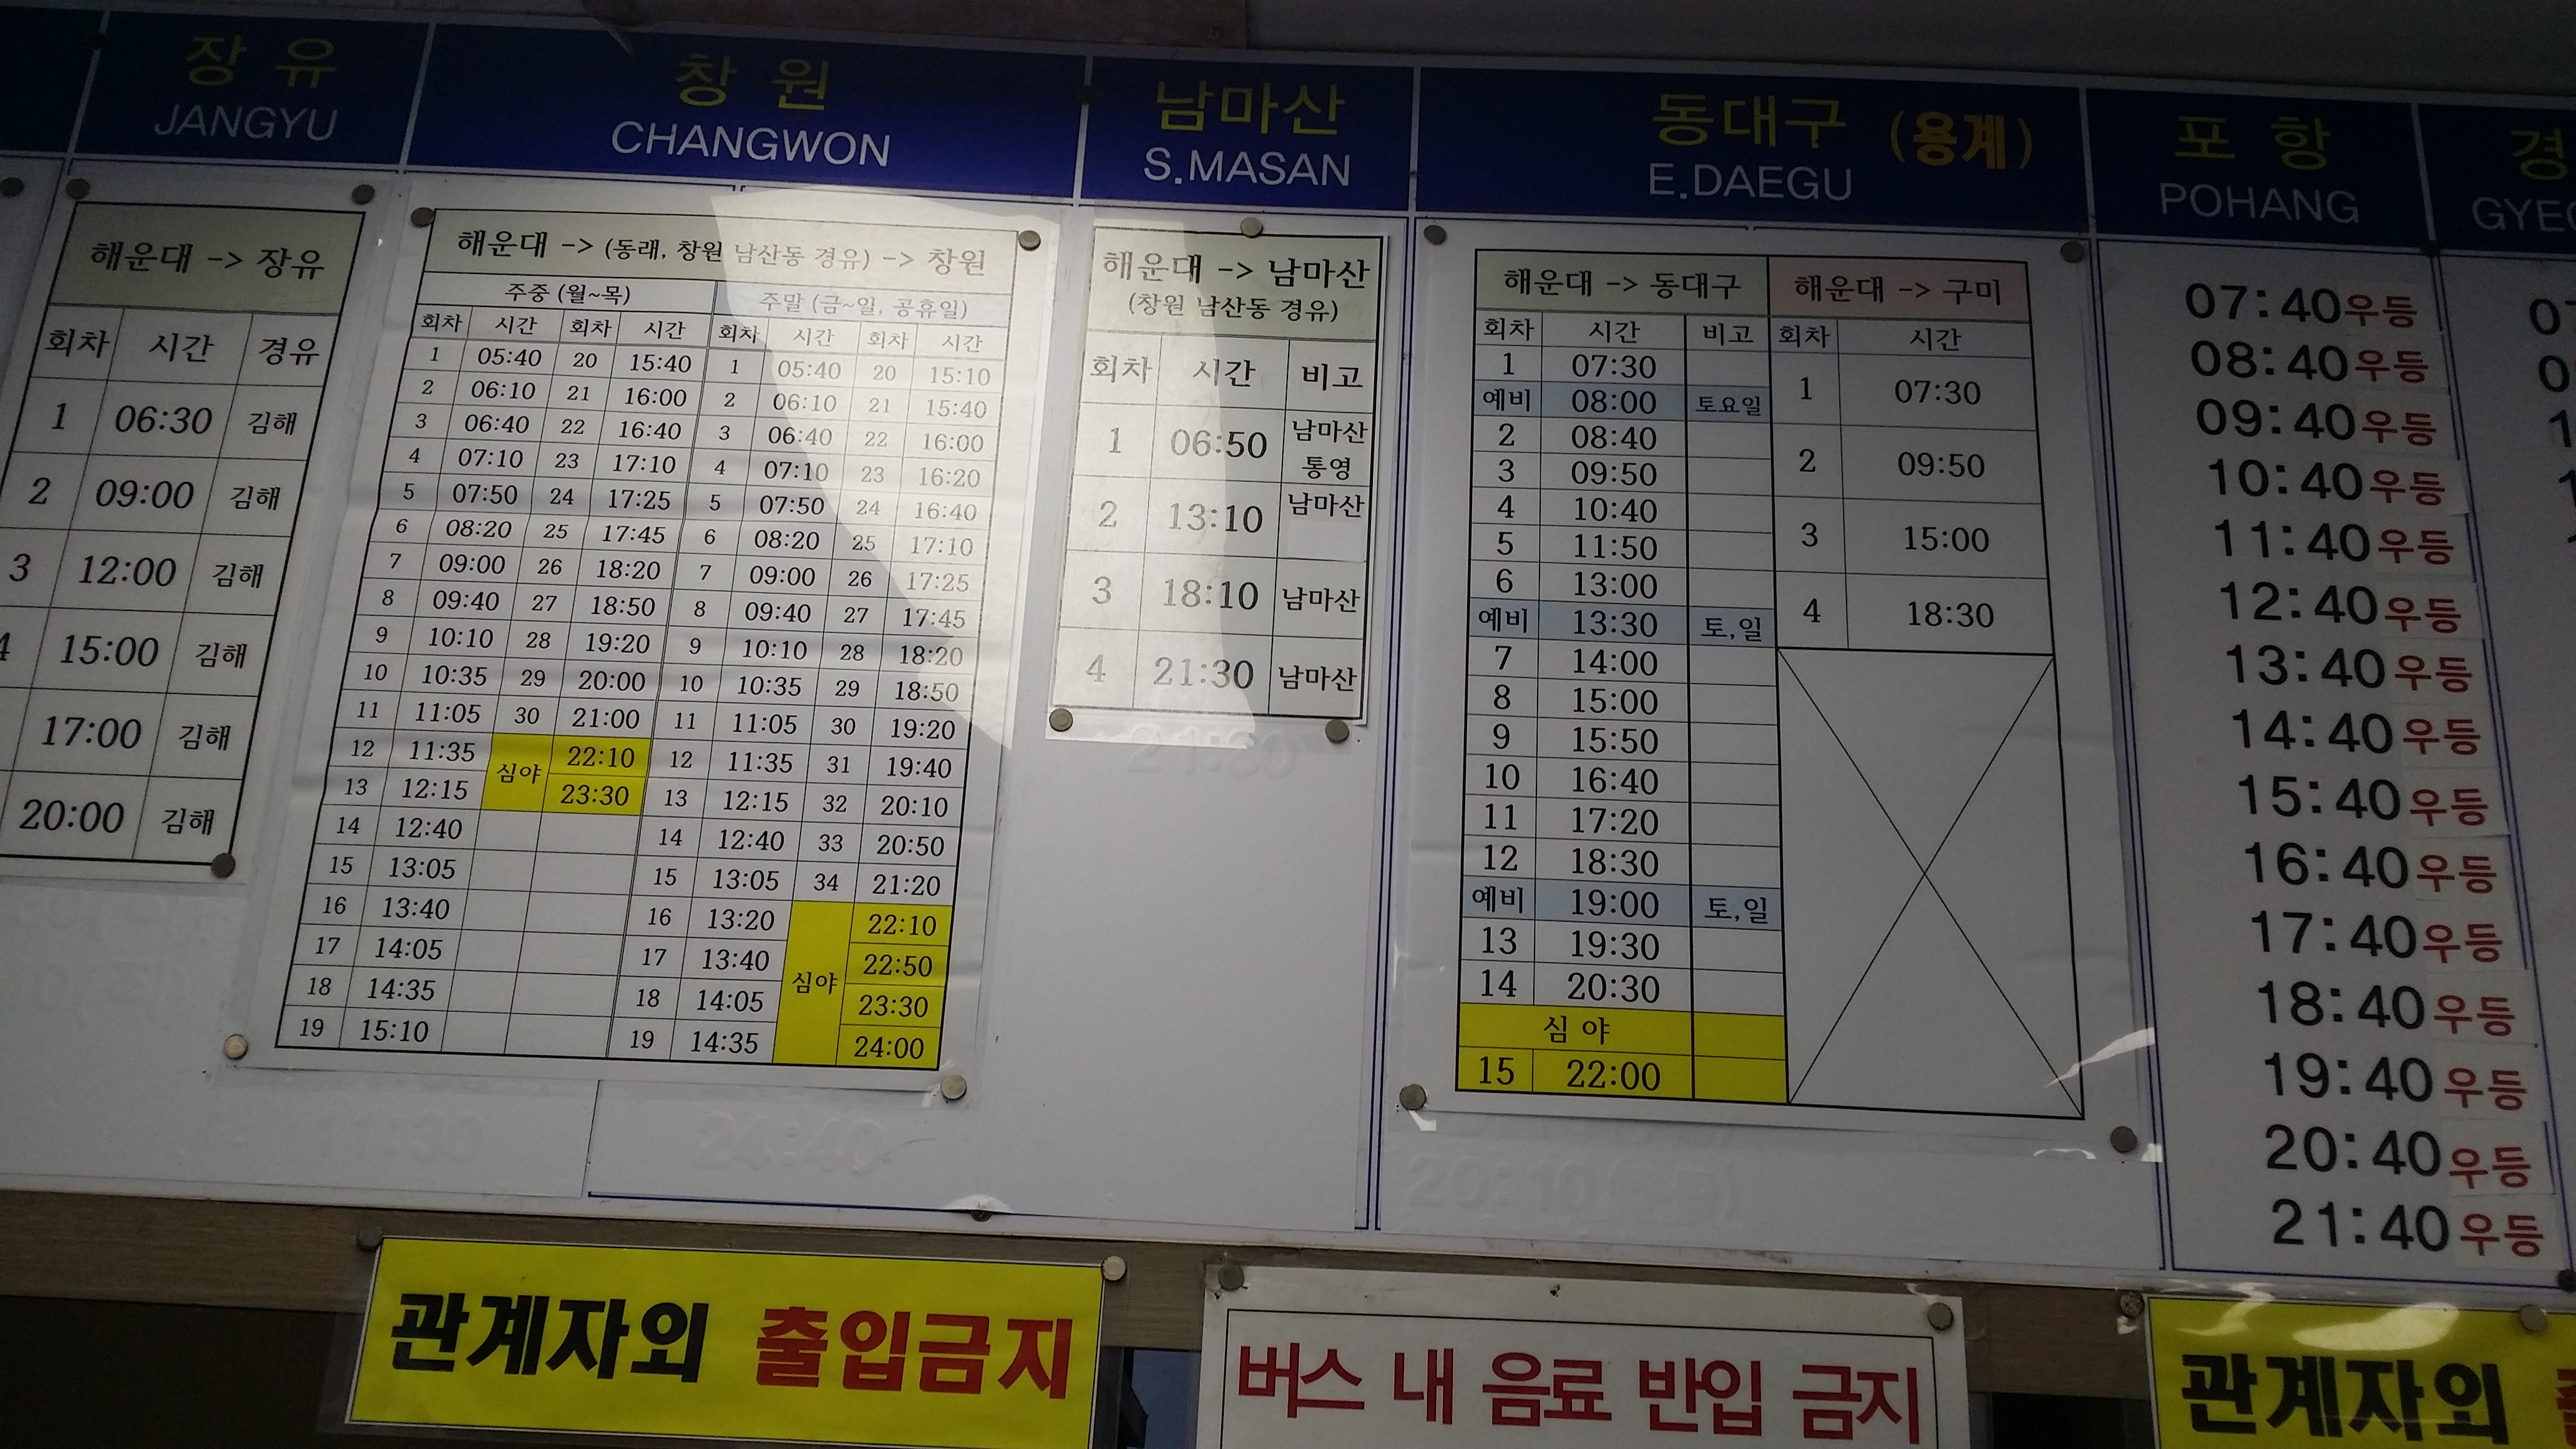 장유
JANGYU
해운대 -> 장유
회차 시간 경유
1 06:30 김해
2 09:00 김해
3 12:00 김해
4 15:00 김해
17:00 김해
20:00 김해
창원
CHANGWON
해운대 -> (동래, 창원 남산동 경유) -> 창원
주중 (월~목) 주말 (금~일, 공휴일)
회차 시간 회차 시간 회차 시간 회차 시간
1 05:40 20 15:40 1 05:40 20 15:10
2 06:10 21 16:00 2 06:10 21 15:40
3 06:40 22 16:40 3 06:40 22 16:00
4 07:10 23 17:10 4 07:10 23 16:20
5 07:50 24 17:25 5 07:50 24 16:40
6 08:20 25 17:45 6 08:20 25 17:10
7 09:00 26 18:20 7 09:00 26 17:25
8 09:40 27 18:50 8 09:40 27 17:45
9 10:10 28 19:20 9 10:10 28 18:20
10 10:35 29 20:00 10 10:35 29 18:50
11 11:05 30 21:00 11 11:05 30 19:20
12 11:35 심야 22:10 12 11:35 31 19:40
13 12:15 23:30 13 12:15 32 20:10
14 12:40 14 12:40 33 20:50
15 13:05 15 13:05 34 21:20
16 13:40 16 13:20 심야 22:10
17 14:05 17 13:40 22:50
18 14:35 18 14:05 23:30
19 15:10 19 14:35 24:00
남마산
S.MASAN
해운대 -> 남마산
(창원 남산동 경유)
회차 시간 비고
1 06:50 남마산
통영
2 13:10 남마산
3 18:10 남마산
4 21:30 남마산
동대구 (용계)
E.DAEGU
해운대 -> 동대구
회차 시간 비고
1 07:30
예비 08:00 토요일
2 08:40
3 09:50
4 10:40
5 11:50
6 13:00
예비 13:30 토,일
7 14:00
8 15:00
9 15:50
10 16:40
11 17:20
12 18:30
예비 19:00 토,일
13 19:30
14 20:30
심야
15 22:00
해운대 -> 구미
회차 시간
1 07:30
2 09:50
3 15:00
4 18:30
포항
POHANG
07:40우등
08:40우등
09:40우등
10:40우등
11:40우등
12:40우등
13:40우등
14:40우등
15:40우등
16:40우등
17:40우등
18:40우등
19:40우등
20:40우등
21:40우등
경
GYEO
관계자외 출입금지
버스 내 음료 반입 금지
관계자외